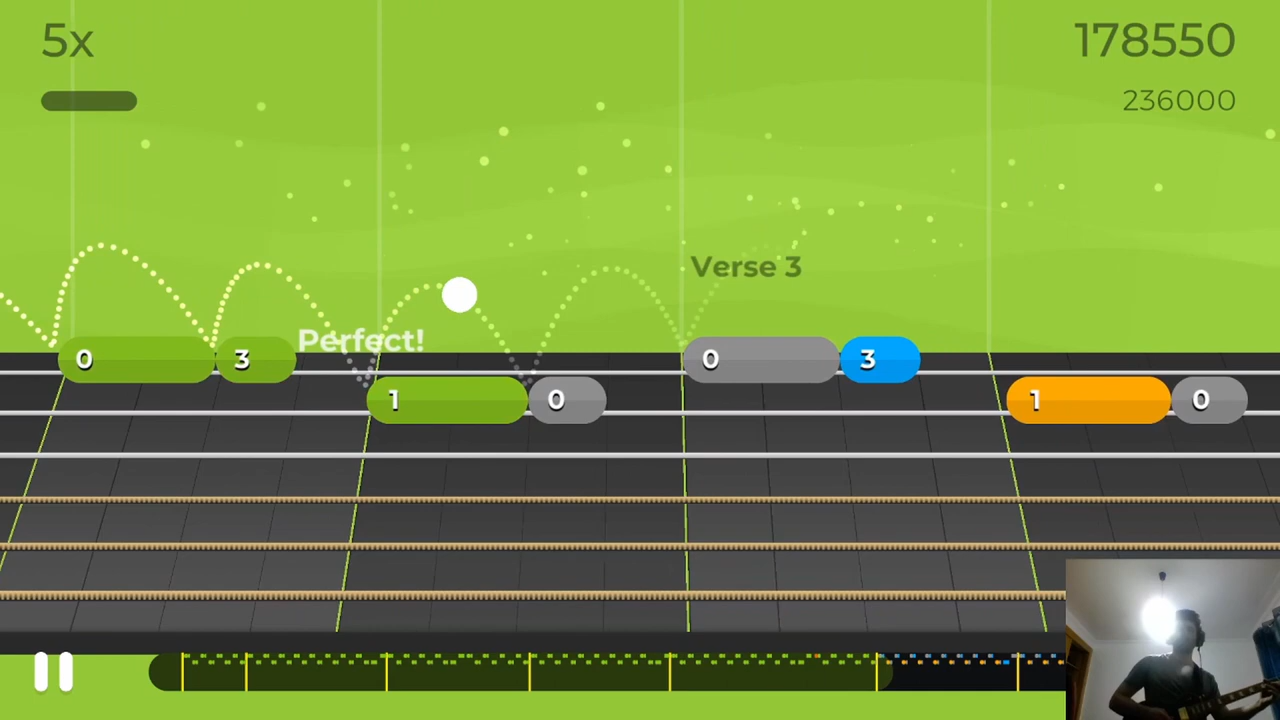 5x
178550
236000
Verse 3
Perfect!
0 3 0 3
1 0 1 0